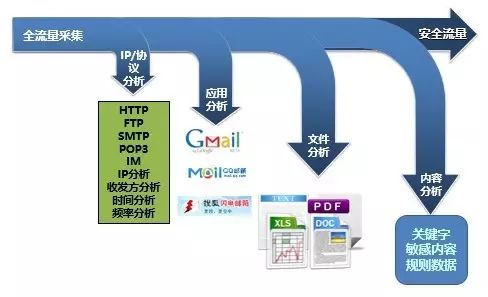 全流量采集
安全流量
IP/协
议
分析
HTTP
FTP
SMTP
POP3
IM
IP分析
收发方分析
时间分析
频率分析
应用
分析
Gmail
by Google
BETA
Mail QQ邮箱
mail.qq.com
搜狐闪电邮箱
文件
分析
TEXT
PDF
XLS
DOC
内容
分析
关键字
敏感内容
规则数据